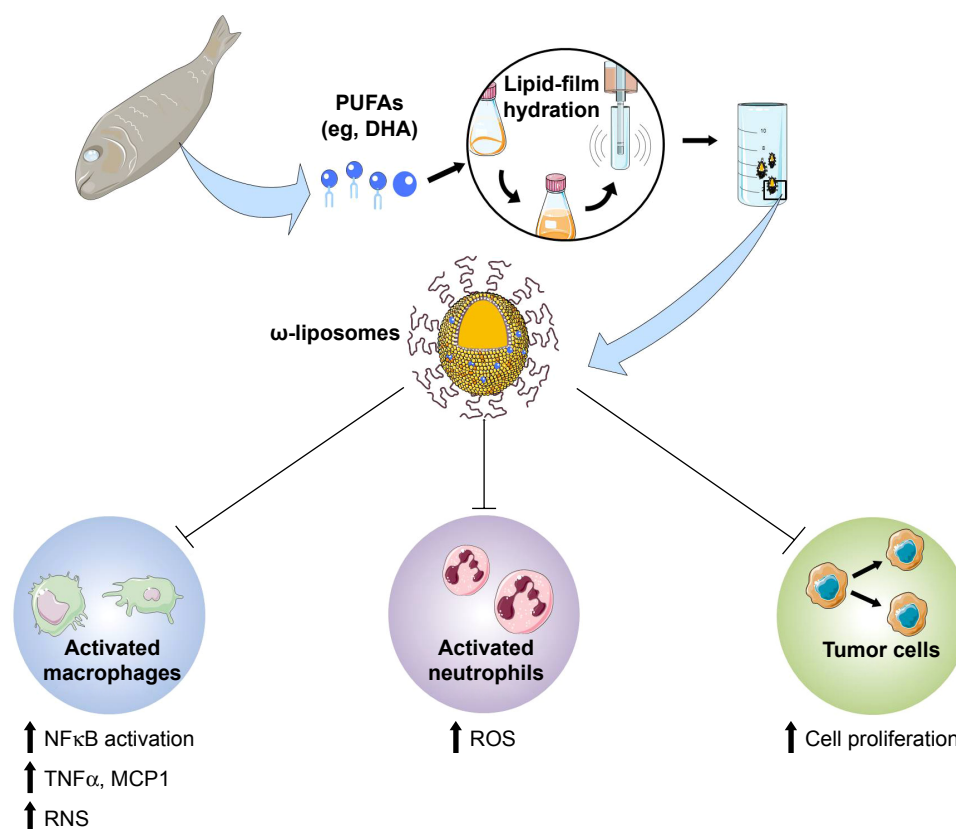 PUFAs
(eg, DHA)
Lipid-film
hydration
10
ω-liposomes
Activated
macrophages
Activated
neutrophils
Tumor cells
NFκB activation
TNFα, MCP1
RNS
ROS
Cell proliferation